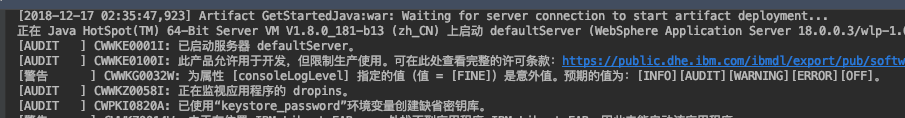 [2018-12-17 02:35:47,923] Artifact GetStartedJava:war: Waiting for server connection to start artifact deployment...
正在 Java HotSpot(TM) 64-Bit Server VM V1.8.0_181-b13 (zh_CN) 上启动 defaultServer (WebSphere Application Server 18.0.0.3/wlp-1.0
[AUDIT   ] CWWKE0001I: 已启动服务器 defaultServer。
[AUDIT   ] CWWKE0100I: 此产品允许用于开发，但限制生产使用。可在此处查看完整的许可条款：https://public.dhe.im.com/ibmdl/export/pub/softw
[警告     ] CWWKG0032W: 为属性 [consoleLogLevel] 指定的值（值 = [FINE]）是意外值。预期的值为：[INFO][AUDIT][WARNING][ERROR][OFF]。
[AUDIT   ] CWWKZ0058I: 正在监视应用程序的 dropins。
[AUDIT   ] CWPKI0820A: 已使用“keystore_password”环境变量创建缺省密钥库。